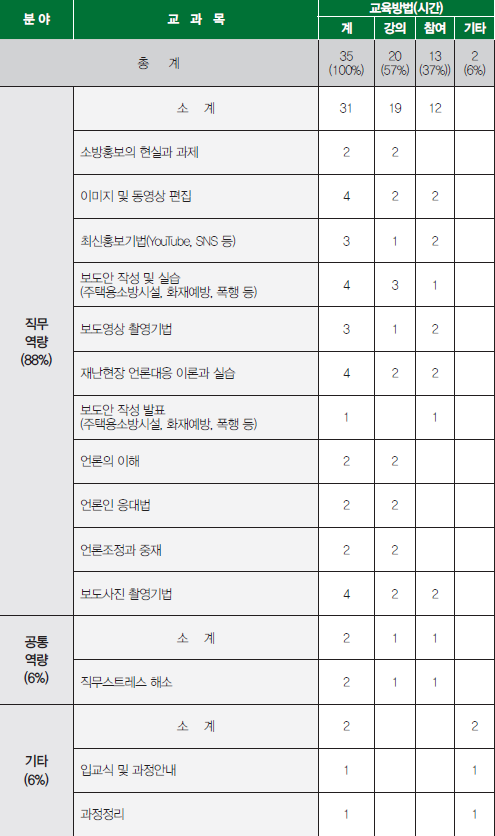 분 야 교 과 목 교육방법(시간)
계 강의 참여 기타
총 계 35 (100%) 20 (57%) 13 (37%)) 2 (6%)
직무 역량 (88%)
소 계 31 19 12
소방홍보의 현실과 과제 2 2
이미지 및 동영상 편집 4 2 2
최신홍보기법(YouTube, SNS 등) 3 1 2
보도안 작성 및 실습
(주택용소방시설, 화재예방, 폭행 등) 4 3 1
보도영상 촬영기법 3 1 2
재난현장 언론대응 이론과 실습 4 2 2
보도안 작성 발표
(주택용소방시설, 화재예방, 폭행 등) 1 1
언론의 이해 2 2
언론인 응대법 2 2
언론조정과 중재 2 2
보도사진 촬영기법 4 2 2
공통 역량 (6%)
소 계 2 1 1
직무스트레스 해소 2 1 1
기타 (6%)
소 계 2 2
입교식 및 과정안내 1 1
과정정리 1 1